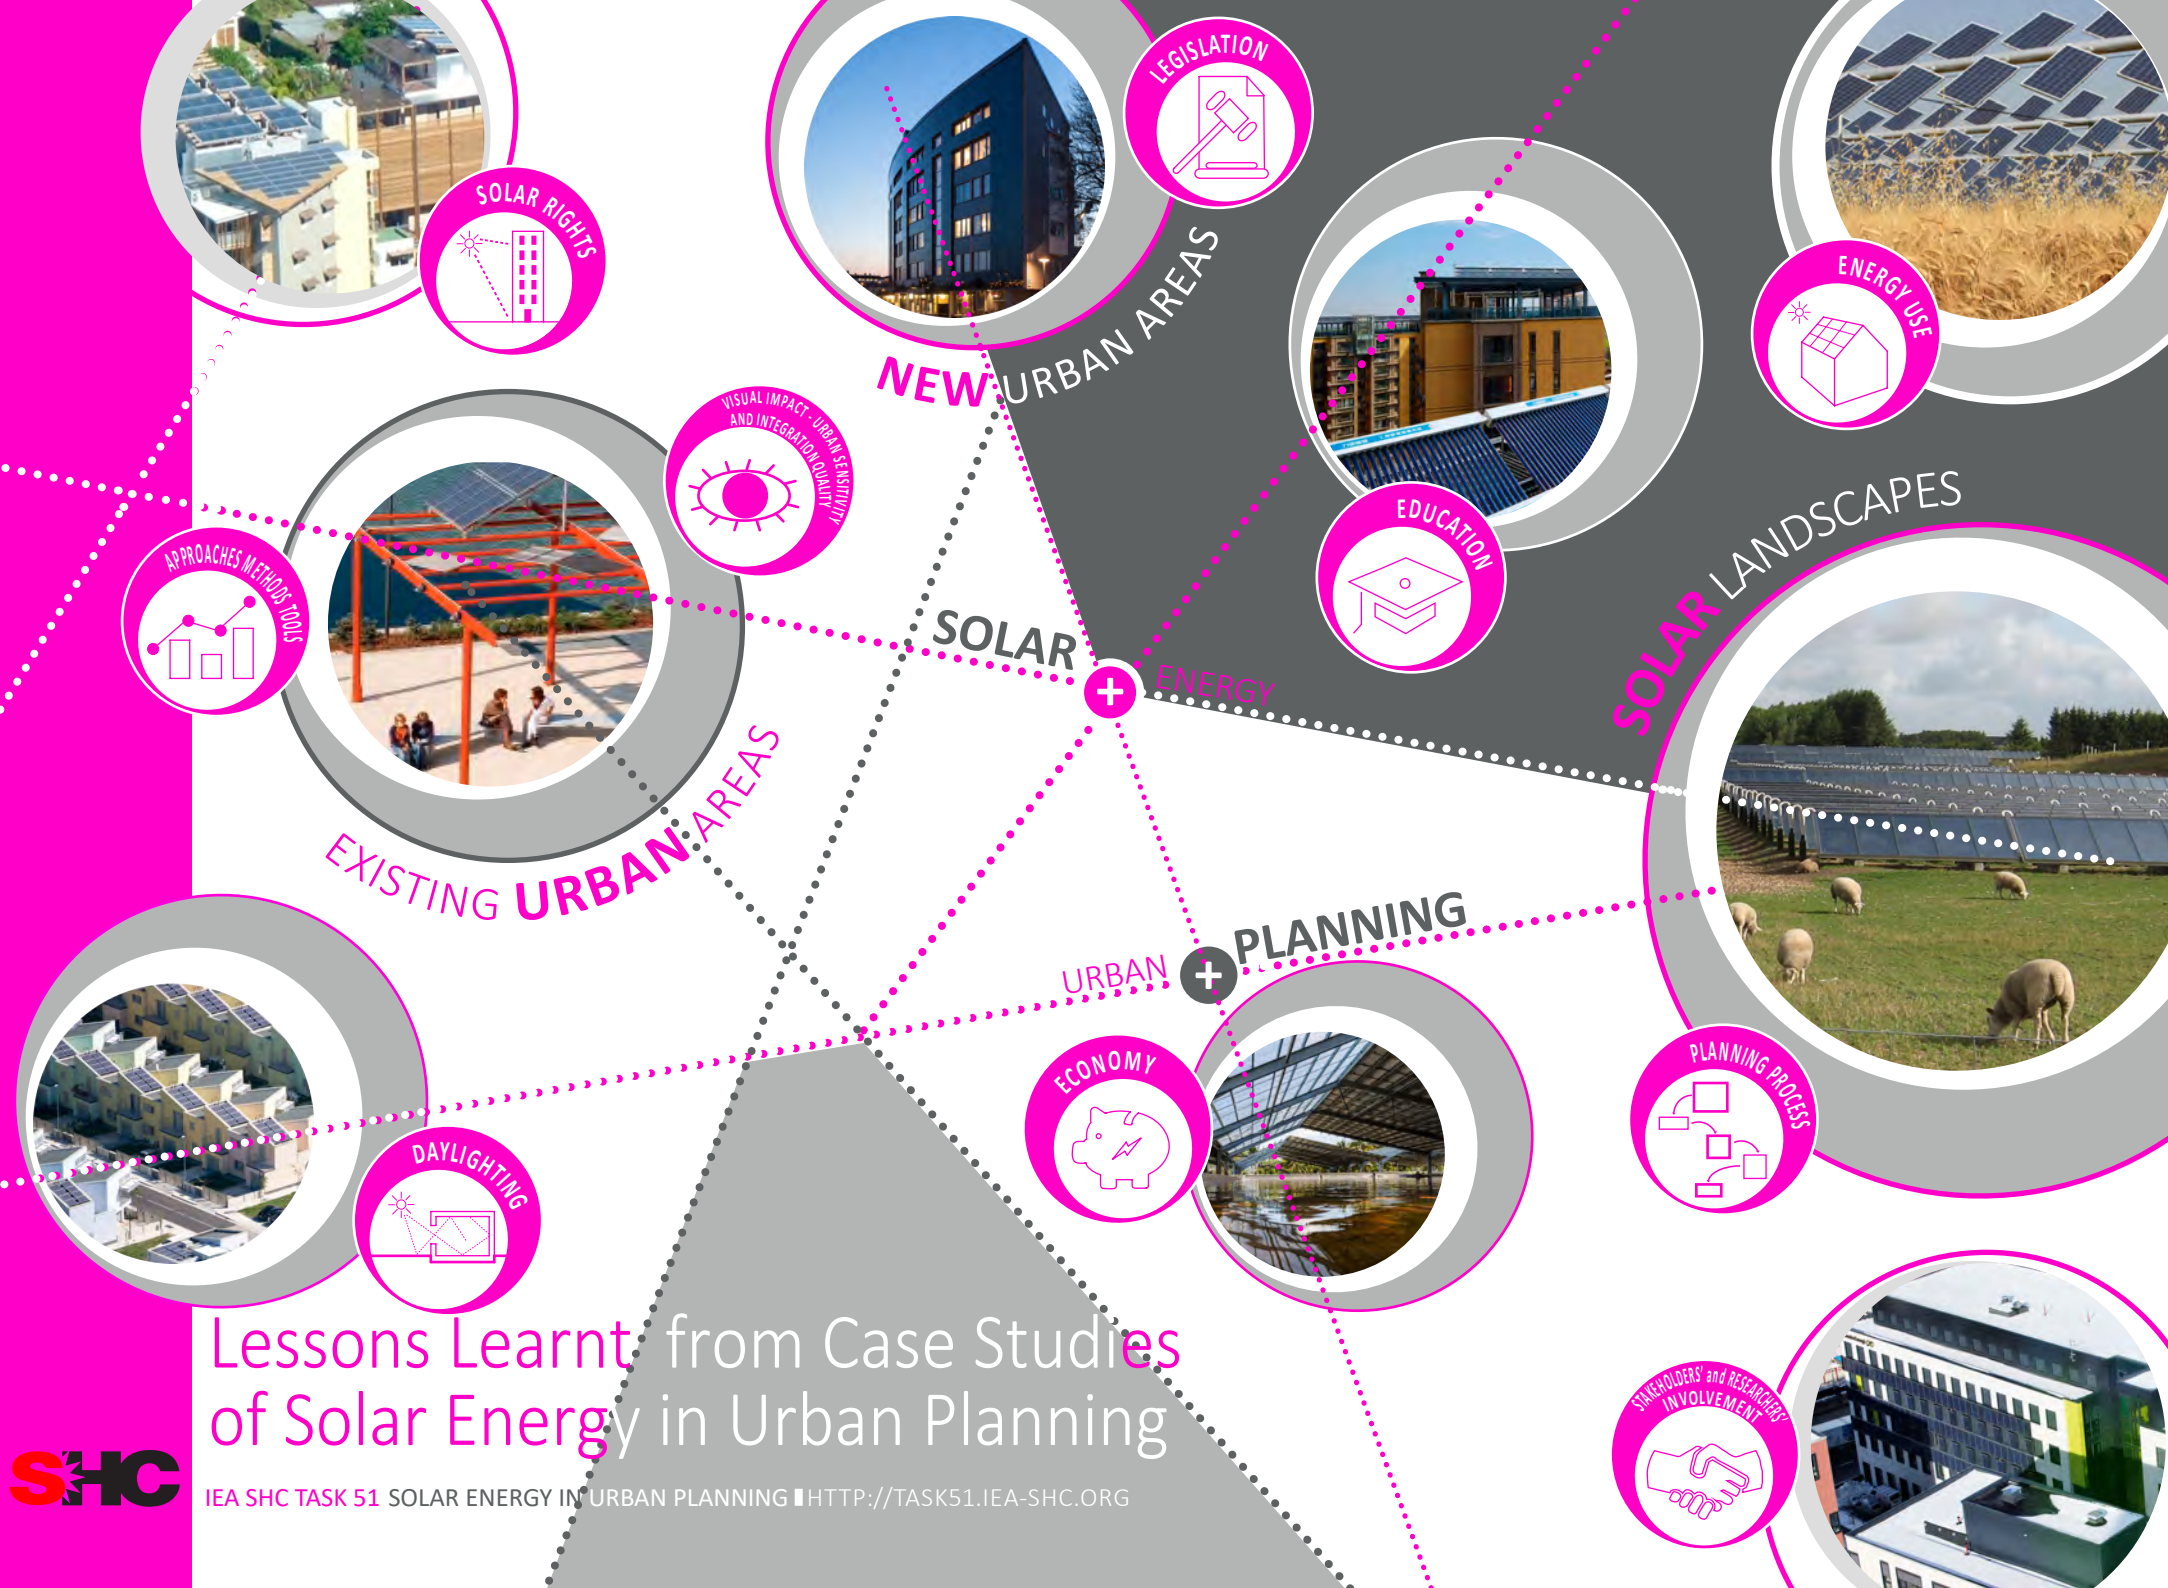 LEGISLATION
SOLAR RIGHTS
ENERGY USE
NEW URBAN AREAS
VISUAL IMPACT - URBAN SENSITIVITY
AND INTEGRATION QUALITY
EDUCATION
SOLAR LANDSCAPES
APPROACHES METHODS TOOLS
SOLAR
+
ENERGY
EXISTING URBAN AREAS
URBAN
+
PLANNING
ECONOMY
PLANNING PROCESS
DAYLIGHTING
Lessons Learnt from Case Studies
of Solar Energy in Urban Planning
STAKEHOLDERS' and RESEARCHERS'
INVOLVEMENT
SHC
IEA SHC TASK 51 SOLAR ENERGY IN URBAN PLANNING HTTP://TASK51.IEA-SHC.ORG